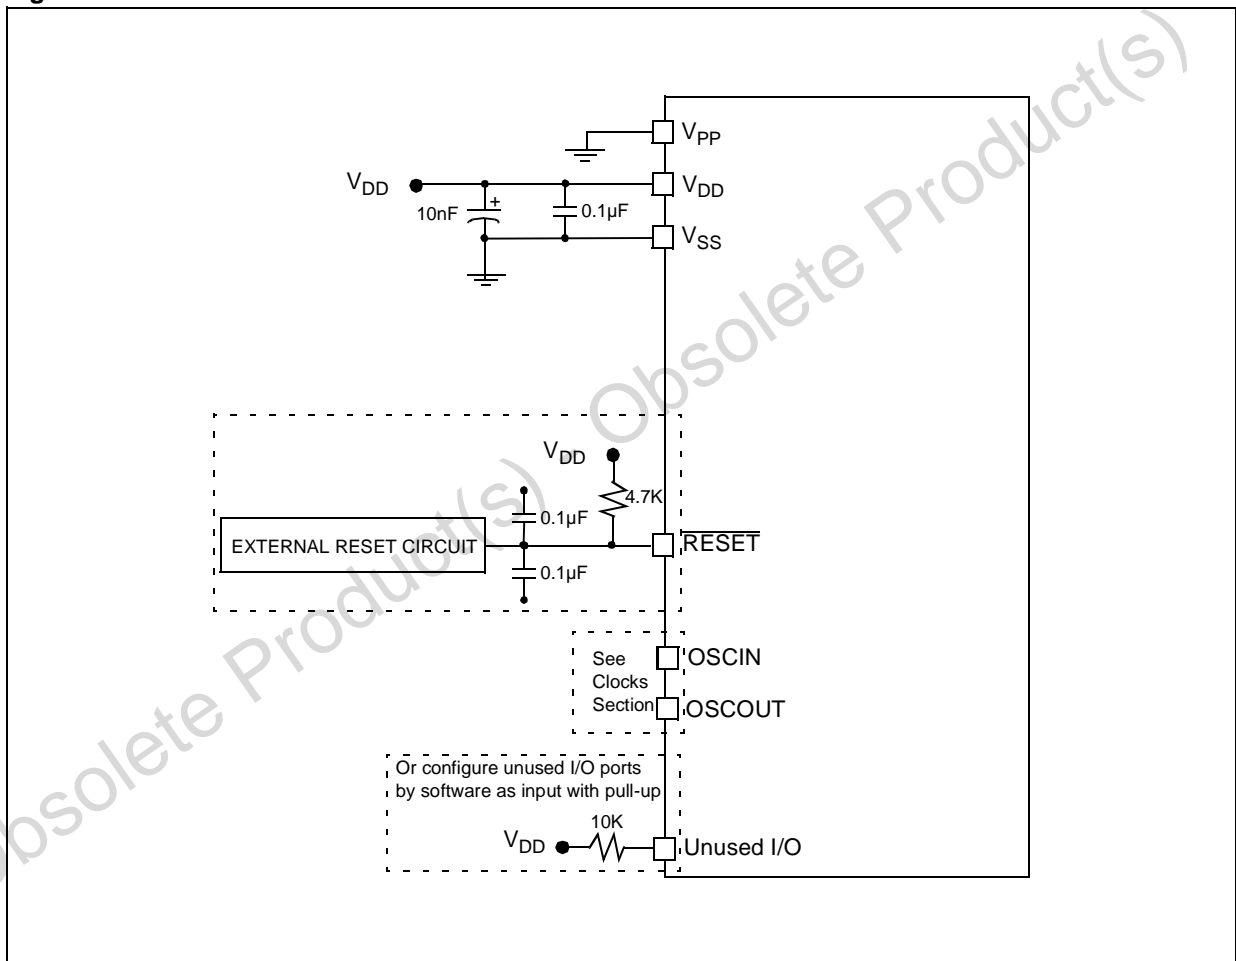 VPP
VDD
VDD
10nF
+
0.1µF
VSS
VDD
4.7K
0.1µF
EXTERNAL RESET CIRCUIT
RESET
0.1µF
See
Clocks
Section
OSCIN
OSCOUT
Or configure unused I/O ports
by software as input with pull-up
10K
VDD
Unused I/O
Obsolete Product(s)
Obsolete Product(s)